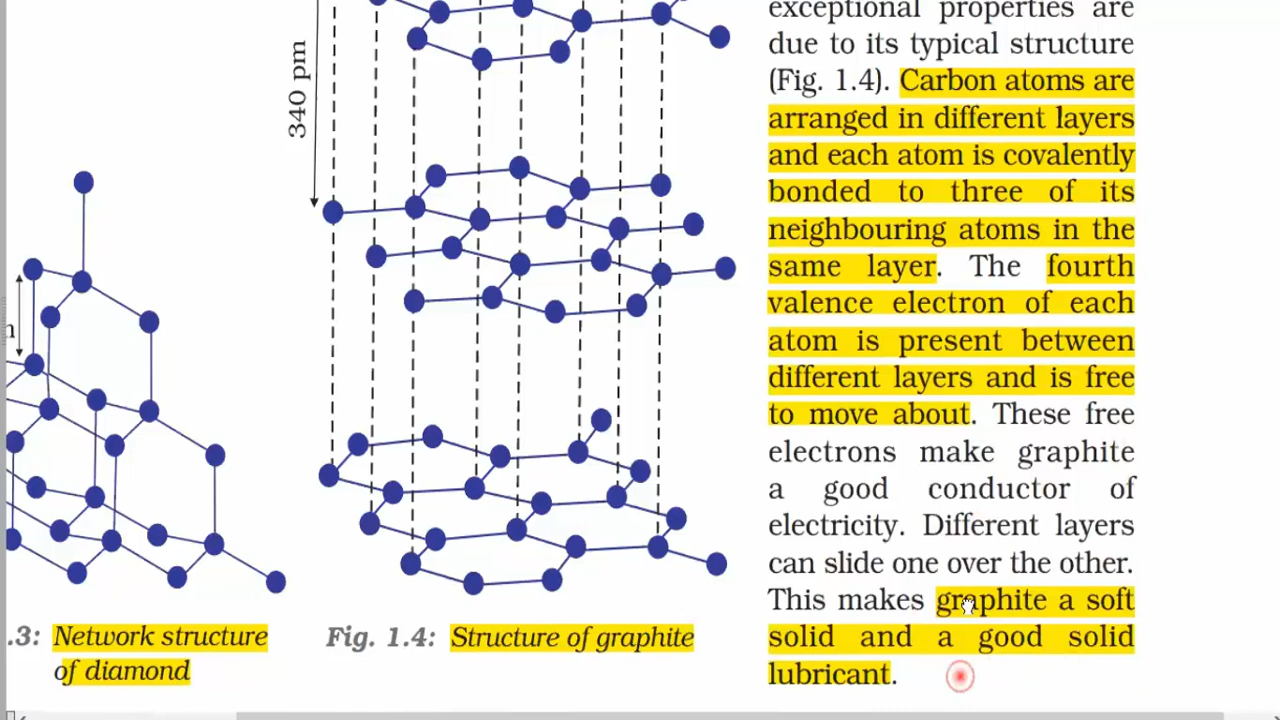 340 pm
exceptional properties are
due to its typical structure
(Fig. 1.4). Carbon atoms are
arranged in different layers
and each atom is covalently
bonded to three of its
neighbouring atoms in the
same layer. The fourth
valence electron of each
atom is present between
different layers and is free
to move about. These free
electrons make graphite
a good conductor of
electricity. Different layers
can slide one over the other.
This makes graphite a soft
solid and a good solid
lubricant.
.3: Network structure
of diamond
Fig. 1.4: Structure of graphite